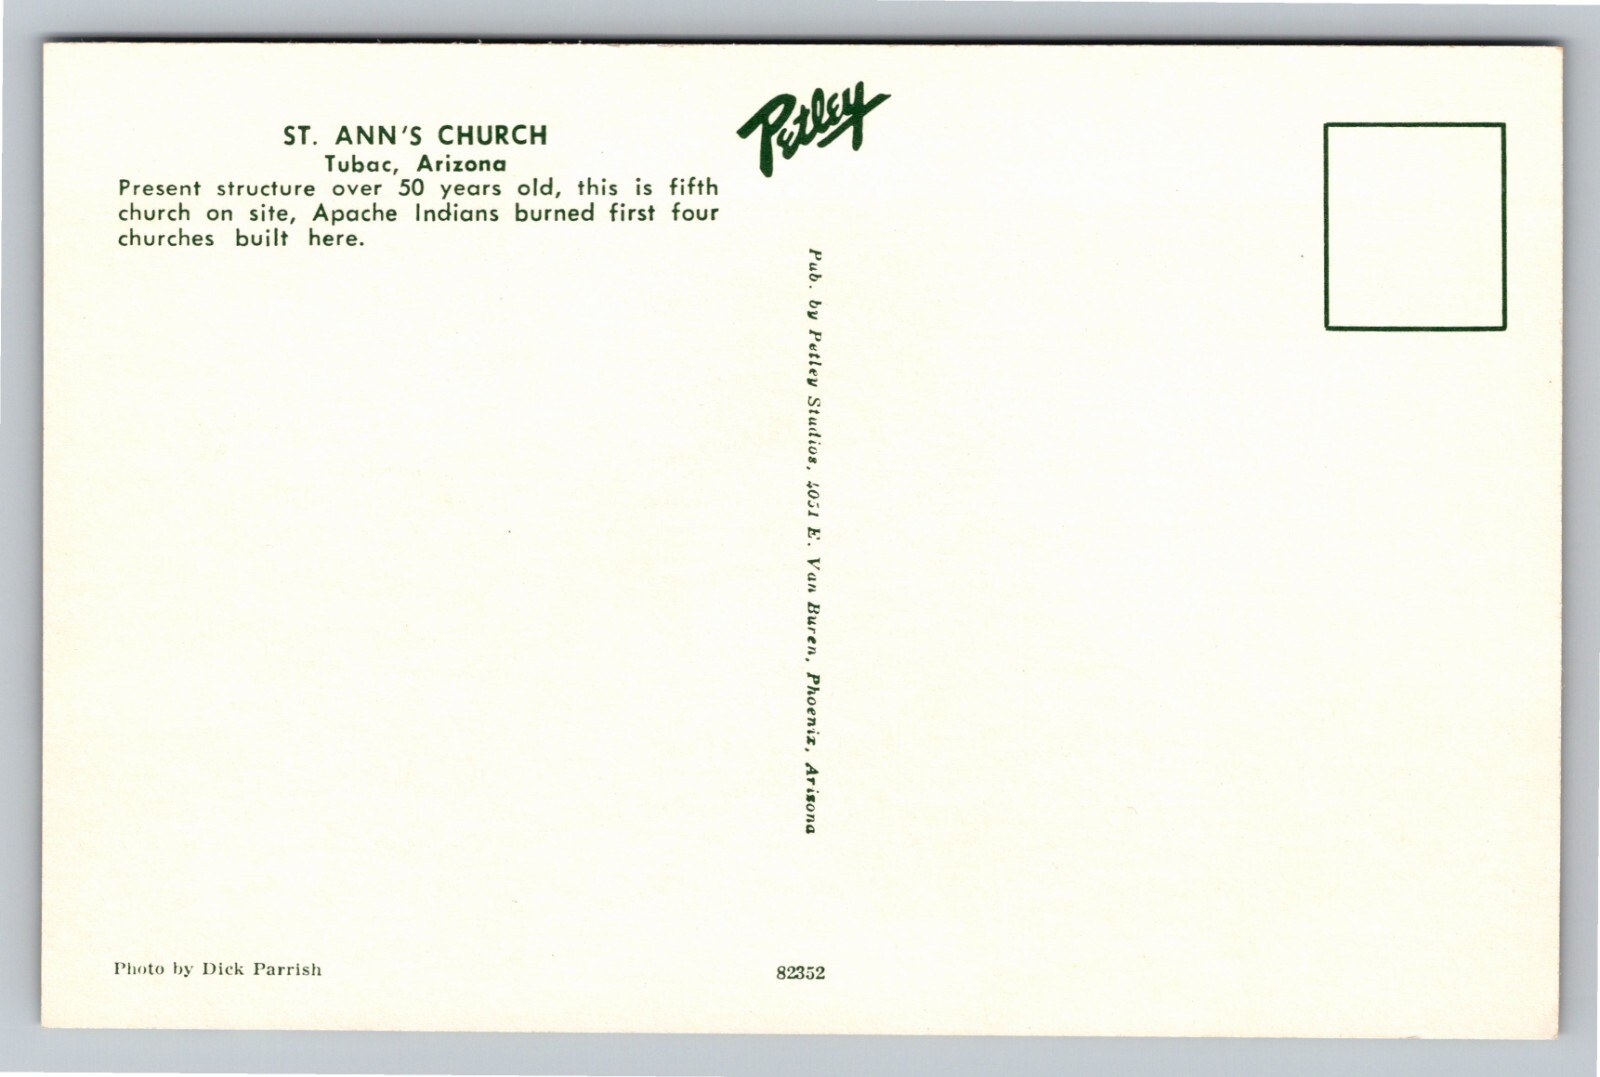 ST. ANN'S CHURCH
Tubac, Arizona
Present structure over 50 years old, this is fifth
church on site, Apache Indians burned first four
churches built here.
Petley
Pub. by Petley Studios, 4051 E. Van Buren, Phoenix, Arizona
Photo by Dick Parrish
82352